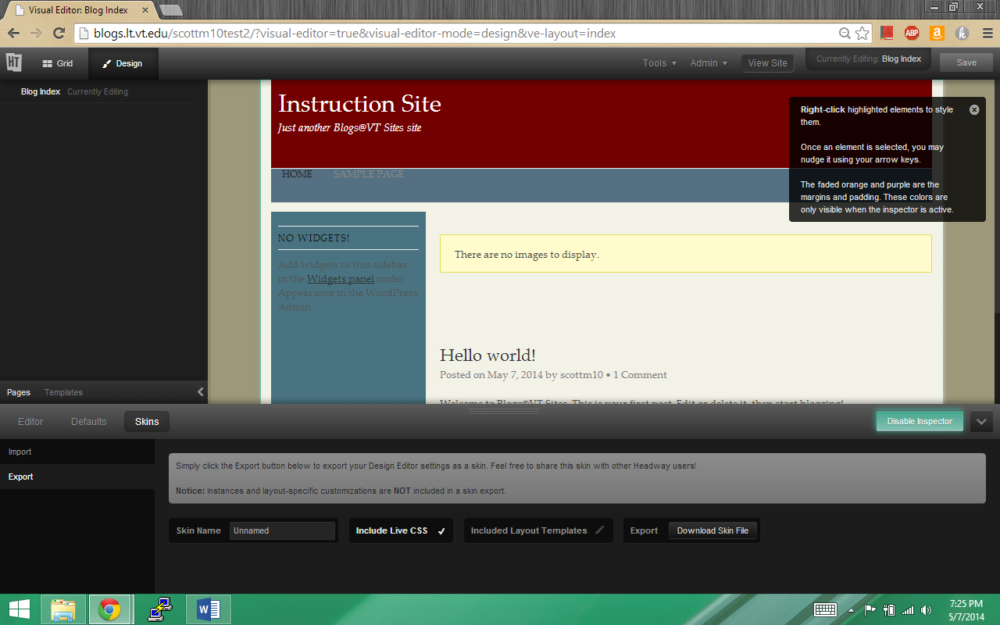 Visual Editor: Blog Index
blogs.lt.vt.edu/scottm10test2/?visual-editor=true&visual-editor-mode=design&ve-layout=index
ABP
a
h
HT
Grid
Design
Tools
Admin
View Site
Currently Editing: Blog Index
Save
Blog Index Currently Editing
Instruction Site
Just another Blogs@VT Sites site
HOME
SAMPLE PAGE
Right-click highlighted elements to style
them.
Once an element is selected, you may
nudge it using your arrow keys.
The faded orange and purple are the
margins and padding. These colors are
only visible when the inspector is active.
NO WIDGETS!
Add widgets to this sidebar
in the Widgets panel under
Appearance in the WordPress
Admin.
There are no images to display.
Hello world!
Posted on May 7, 2014 by scottm10 • 1 Comment
Welcome to Blogs@VT Sites. This is your first post. Edit or delete it, then start blogging!
Pages
Templates
Editor
Defaults
Skins
Disable Inspector
Import
Export
Simply click the Export button below to export your Design Editor settings as a skin. Feel free to share this skin with other Headway users!
Notice: Instances and layout-specific customizations are NOT included in a skin export.
Skin Name
Unnamed
Include Live CSS
Included Layout Templates
Export
Download Skin File
W
7:25 PM
5/7/2014